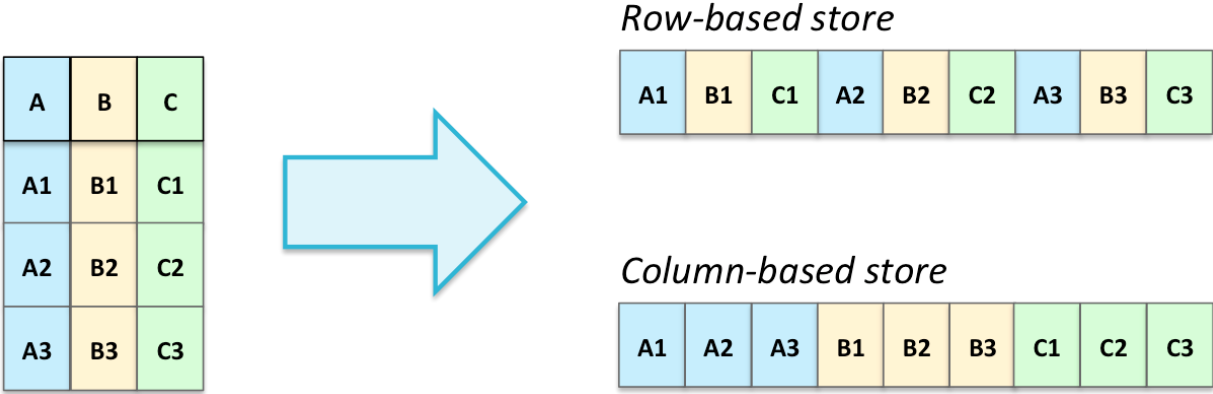 A B C
A1 B1 C1
A2 B2 C2
A3 B3 C3
Row-based store
A1 B1 C1 A2 B2 C2 A3 B3 C3
Column-based store
A1 A2 A3 B1 B2 B3 C1 C2 C3